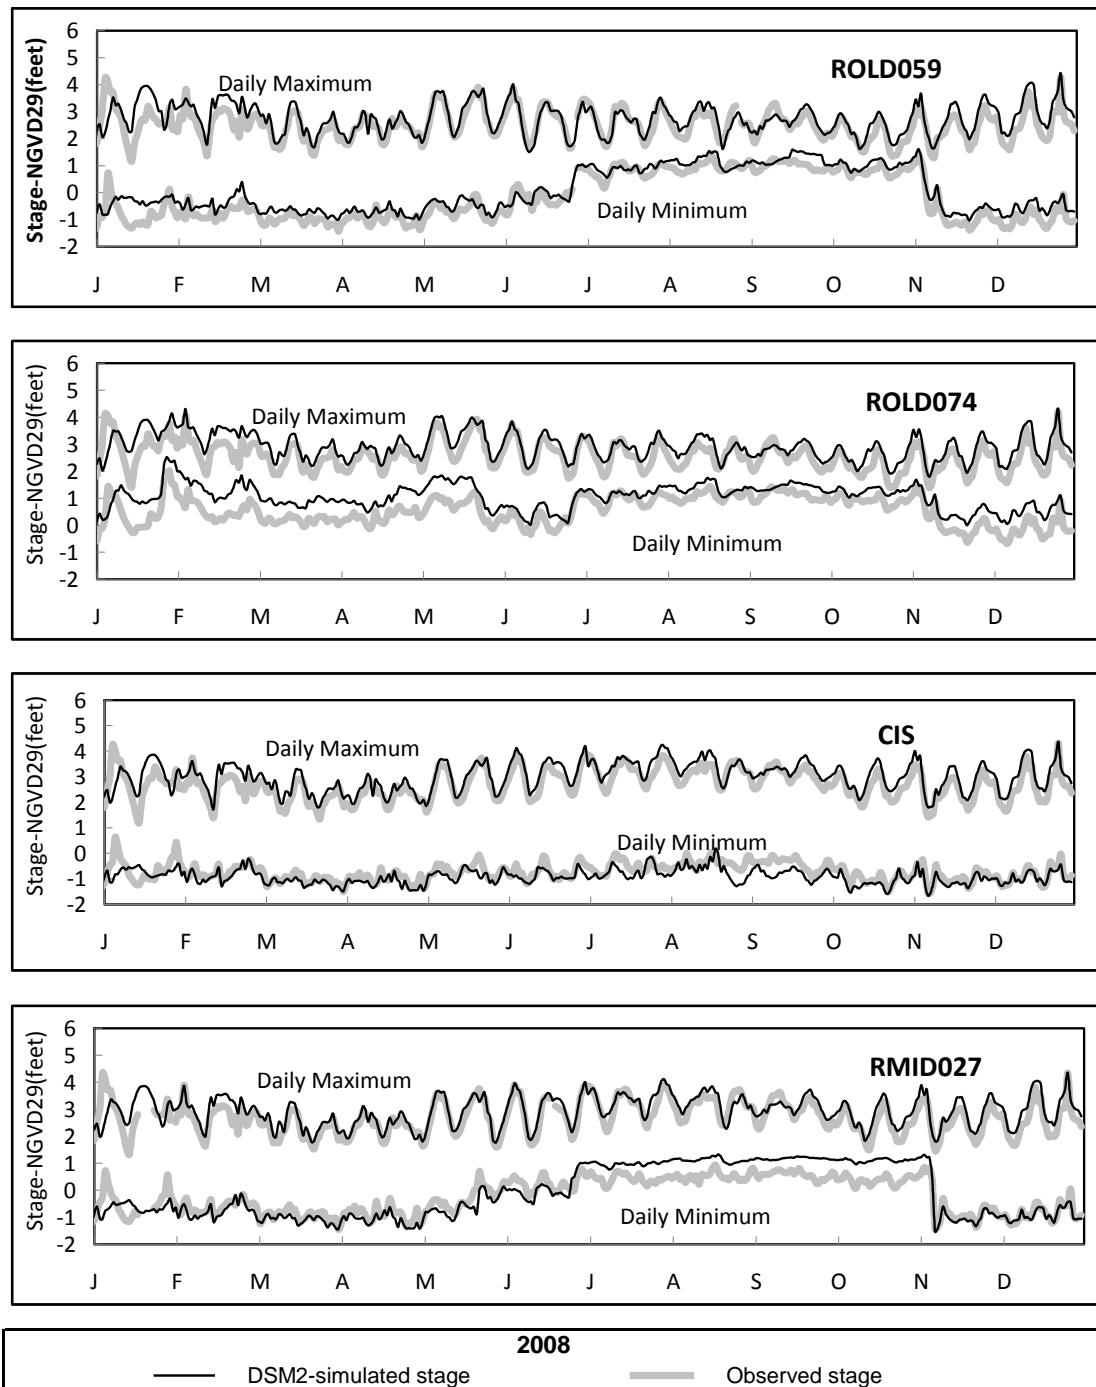 Stage-NGVD29(feet)
6
5
4
3
2
1
0
-1
-2
Daily Maximum
ROLD059
Daily Minimum
J F M A M J J A S O N D
Stage-NGVD29(feet)
6
5
4
3
2
1
0
-1
-2
Daily Maximum
ROLD074
Daily Minimum
J F M A M J J A S O N D
Stage-NGVD29(feet)
6
5
4
3
2
1
0
-1
-2
Daily Maximum
CIS
Daily Minimum
J F M A M J J A S O N D
Stage-NGVD29(feet)
6
5
4
3
2
1
0
-1
-2
Daily Maximum
RMID027
Daily Minimum
J F M A M J J A S O N D
2008
DSM2-simulated stage Observed stage